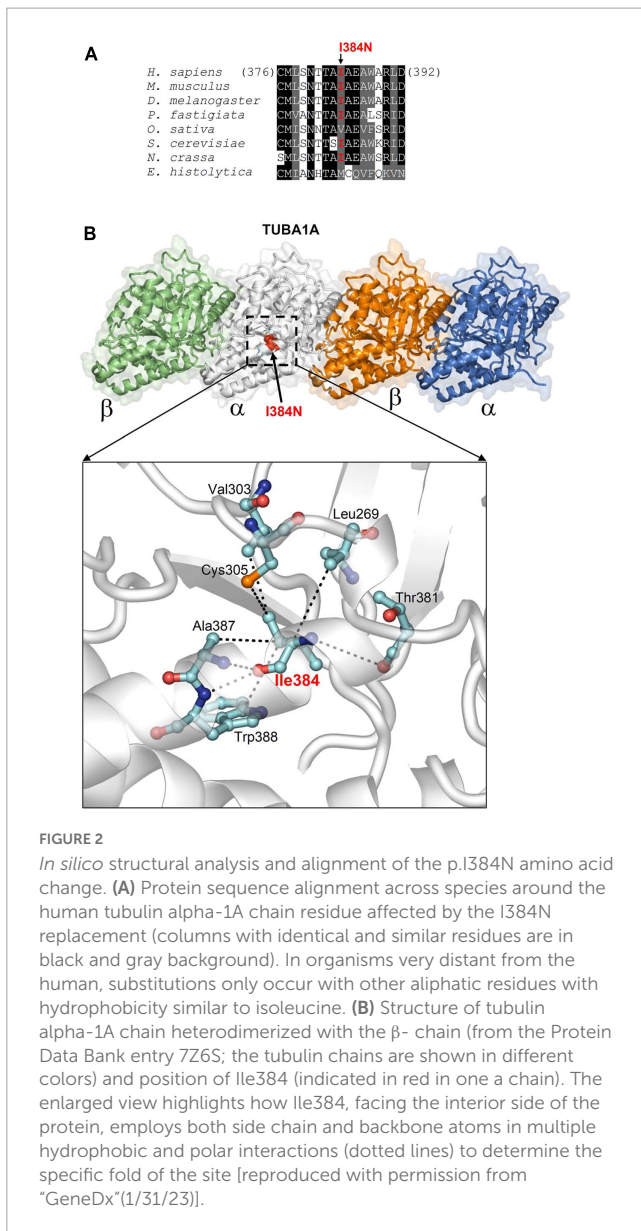 A
I384N
H. sapiens (376) CMLSNTTAIAEAWARLD (392)
M. musculus CMLSNTTAIAEAWARLD
D. melanogaster CMLSNTTAIAEAWARLD
P. fastigiata CMVANTTAIAEALSRID
O. sativa CMISNNTAVAEVFSRID
S. cerevisiae CMLSNTTSIAEAWKRID
N. crassa SMLSNTTAIAEAWSRLD
E. histolytica CMIANHTAMCQVFQKVN
B
TUBA1A
β α I384N β α
Val303
Leu269
Cys305
Thr381
Ala387
Ile384
Trp388
FIGURE 2
In silico structural analysis and alignment of the p.I384N amino acid
change. (A) Protein sequence alignment across species around the
human tubulin alpha-1A chain residue affected by the I384N
replacement (columns with identical and similar residues are in
black and gray background). In organisms very distant from the
human, substitutions only occur with other aliphatic residues with
hydrophobicity similar to isoleucine. (B) Structure of tubulin
alpha-1A chain heterodimerized with the β- chain (from the Protein
Data Bank entry 7Z6S; the tubulin chains are shown in different
colors) and position of Ile384 (indicated in red in one a chain). The
enlarged view highlights how Ile384, facing the interior side of the
protein, employs both side chain and backbone atoms in multiple
hydrophobic and polar interactions (dotted lines) to determine the
specific fold of the site [reproduced with permission from
"GeneDx"(1/31/23)].